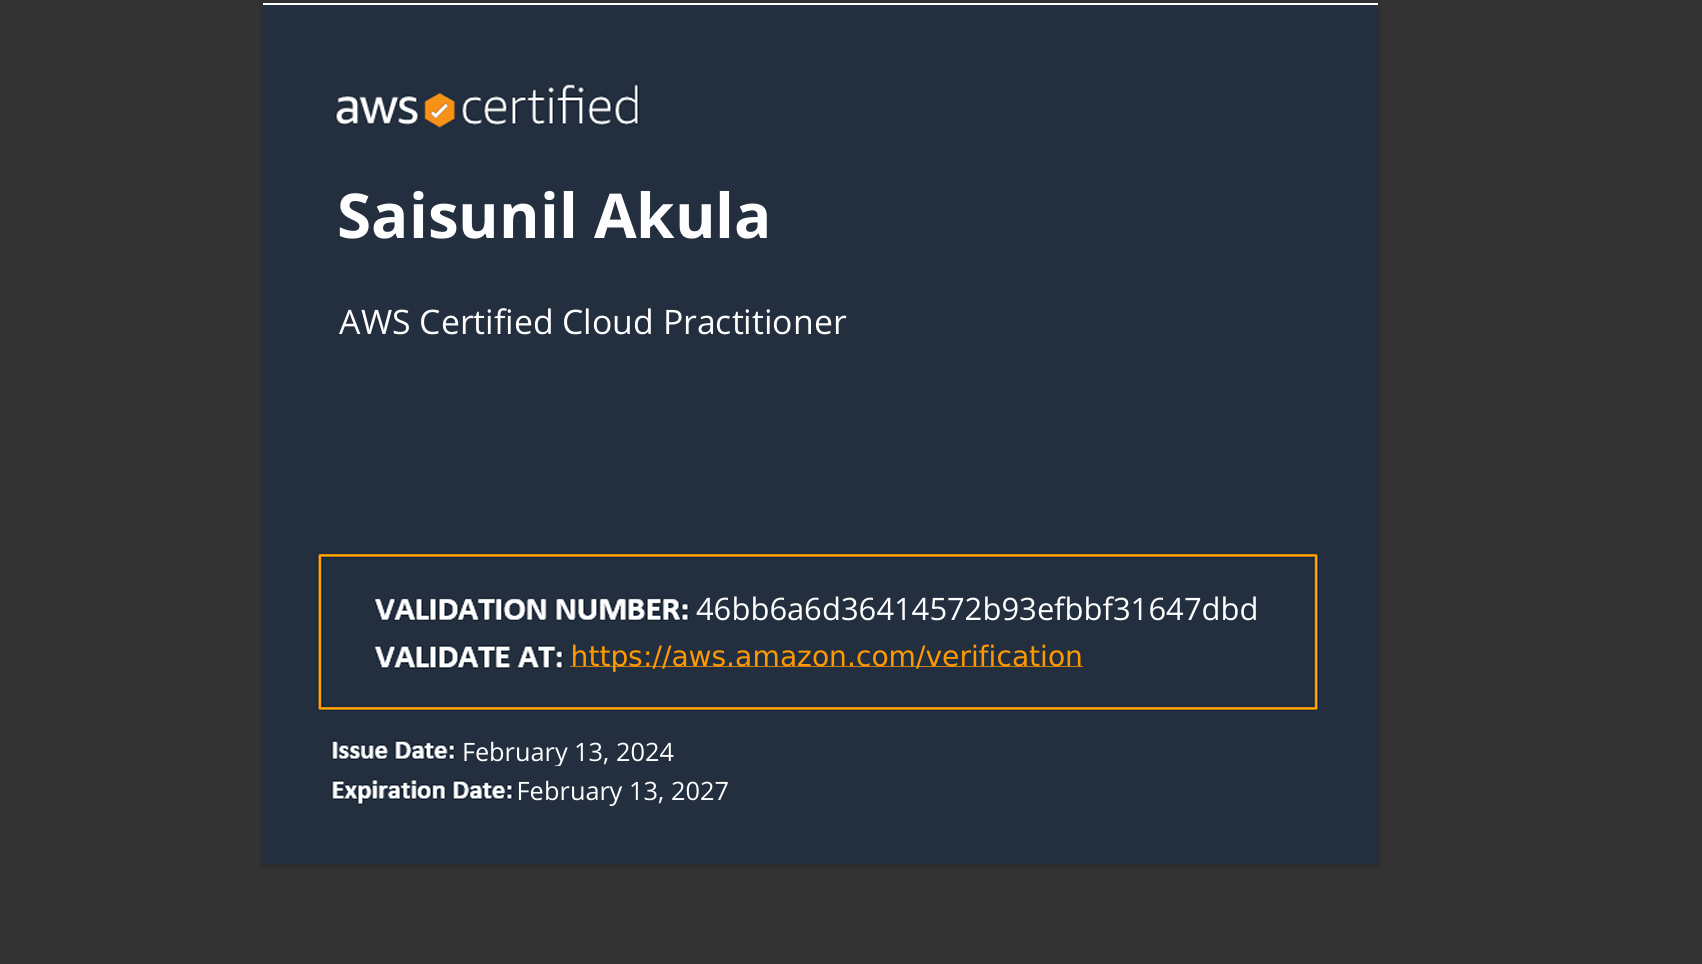 aws certified
Saisunil Akula
AWS Certified Cloud Practitioner
VALIDATION NUMBER: 46bb6a6d36414572b93efbbf31647dbd
VALIDATE AT: https://aws.amazon.com/verification
Issue Date: February 13, 2024
Expiration Date: February 13, 2027